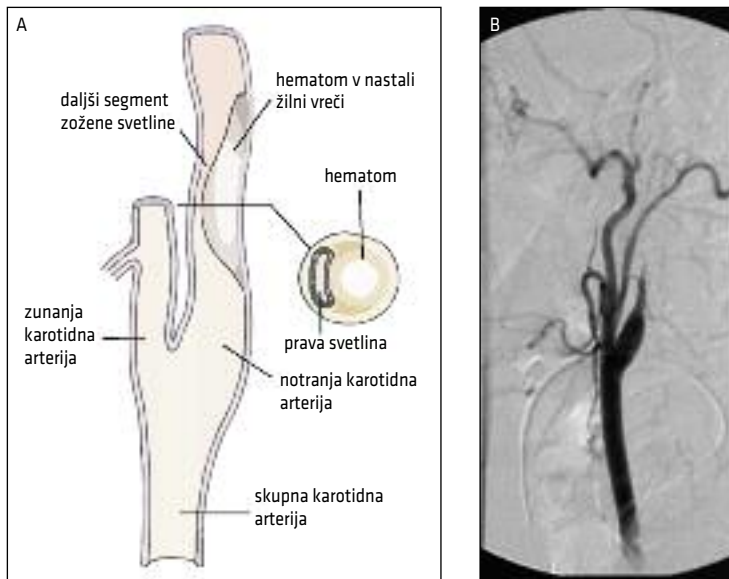 A
daljši segment
zožene svetline
hematom v nastali
žilni vreči
hematom
prava svetlina
zunanja
karotidna
arterija
notranja karotidna
arterija
skupna karotidna
arterija
B